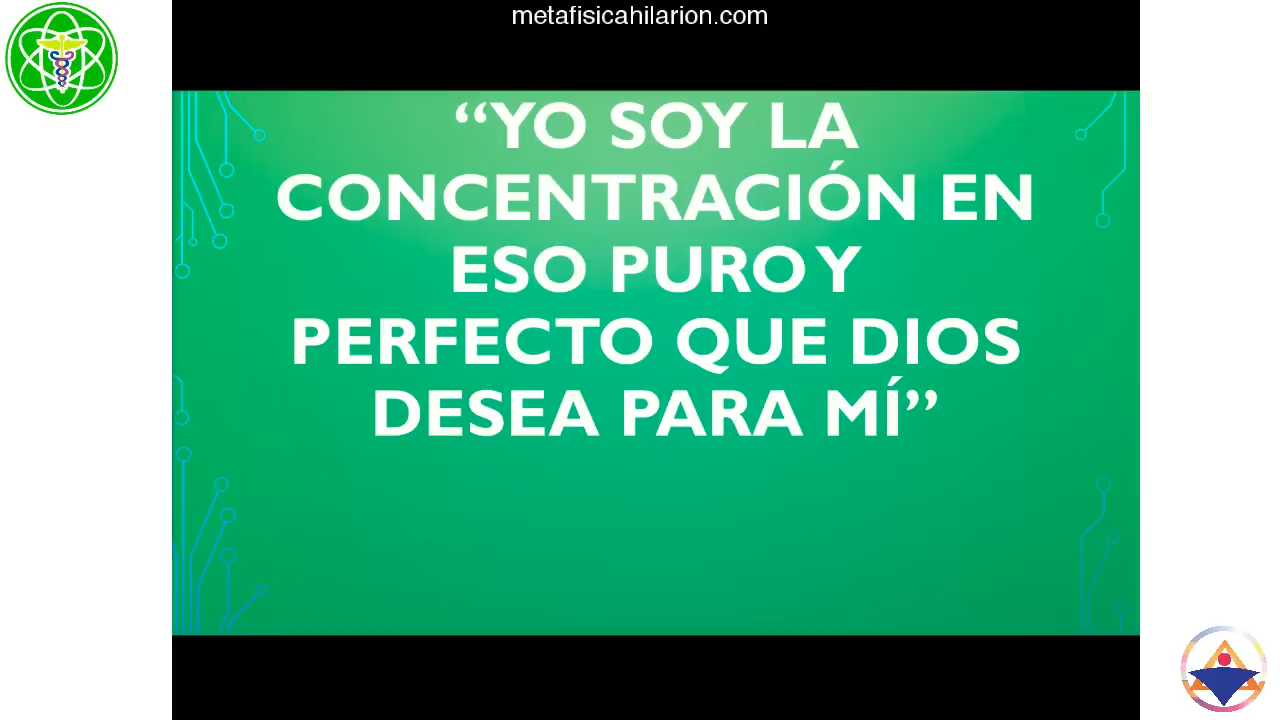 metafisicahilarion.com
“YO SOY LA
CONCENTRACIÓN EN
ESO PURO Y
PERFECTO QUE DIOS
DESEA PARA MÍ”